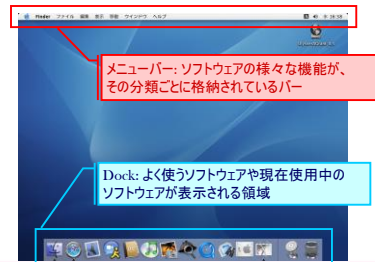 Finder ファイル 編集 表示 移動 ウインドウ ヘルプ
メニューバー: ソフトウェアの様々な機能が、
その分類ごとに格納されているバー
Dock: よく使うソフトウェアや現在使用中の
ソフトウェアが表示される領域